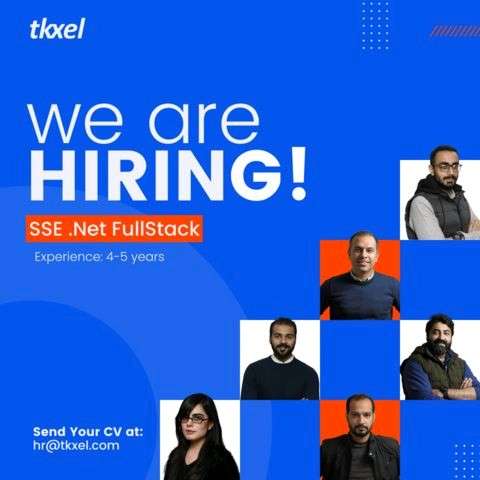 tkxel
we are
HIRING!
SSE .Net FullStack
Experience: 4-5 years
Send Your CV at:
hr@tkxel.com